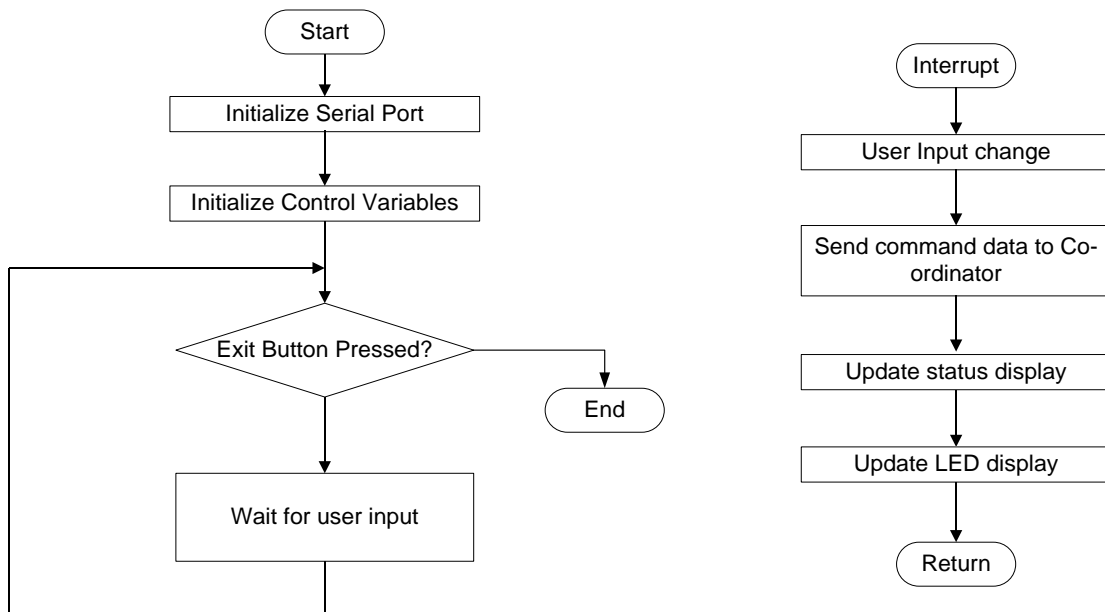 Start
Initialize Serial Port
Initialize Control Variables
Exit Button Pressed?
End
Wait for user input
Interrupt
User Input change
Send command data to Co-
ordinator
Update status display
Update LED display
Return